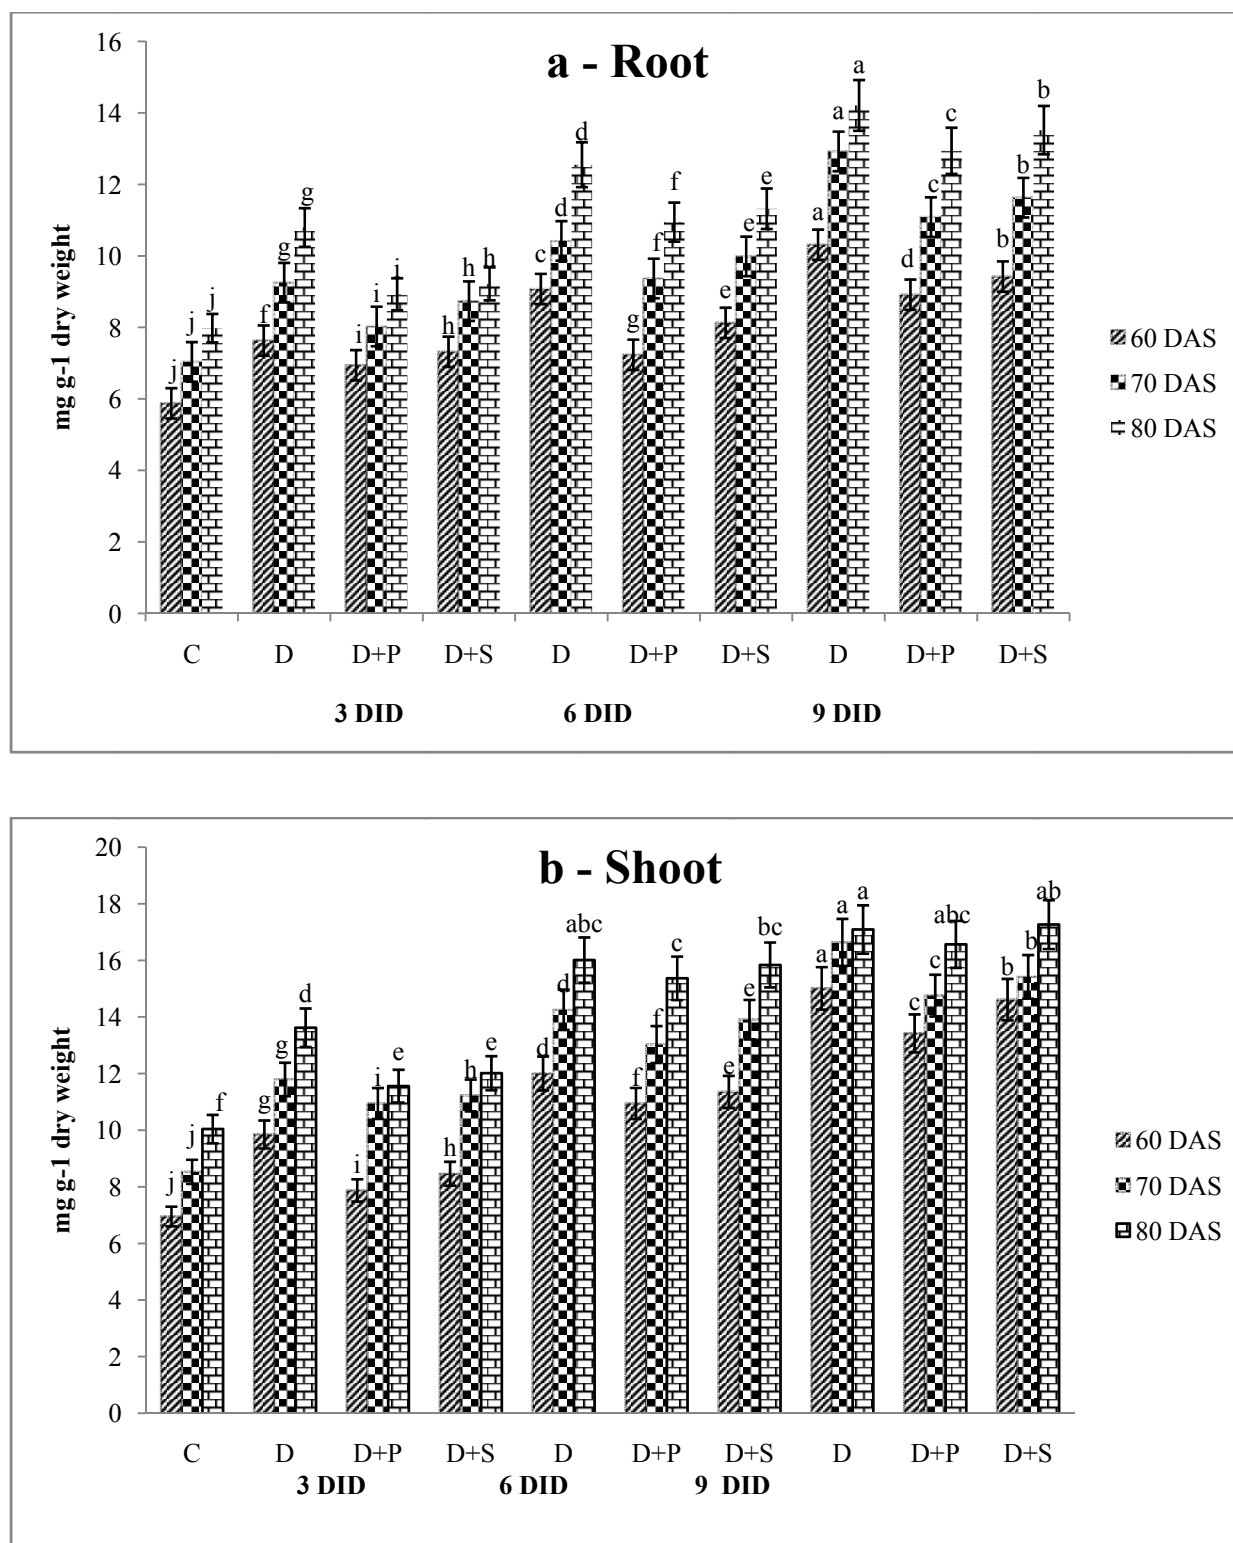 a - Root
mg g-1 dry weight
16
14
12
10
8
6
4
2
0
j j j
f g g
i i i
h h h
c d d
g f f
e e e
a a a
d c c
b b b
C D D+P D+S D D+P D+S D D+P D+S
3 DID 6 DID 9 DID
60 DAS
70 DAS
80 DAS
b - Shoot
mg g-1 dry weight
20
18
16
14
12
10
8
6
4
2
0
j j f
g g d
i i e
h h e
d d abc
f f c
e e bc
a a a
c c abc
b b ab
C D D+P D+S D D+P D+S D D+P D+S
3 DID 6 DID 9 DID
60 DAS
70 DAS
80 DAS